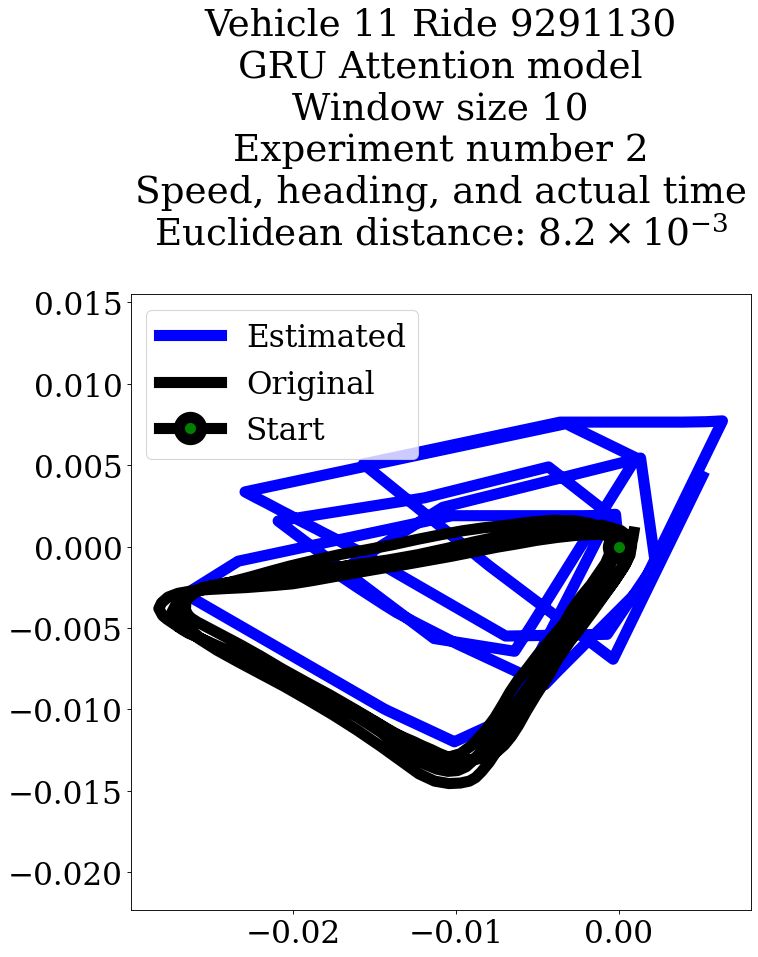 Vehicle 11 Ride 9291130
GRU Attention model
Window size 10
Experiment number 2
Speed, heading, and actual time
Euclidean distance: 8.2 × 10⁻³
0.015
0.010
0.005
0.000
−0.005
−0.010
−0.015
−0.020
Estimated
Original
Start
−0.02 −0.01 0.00